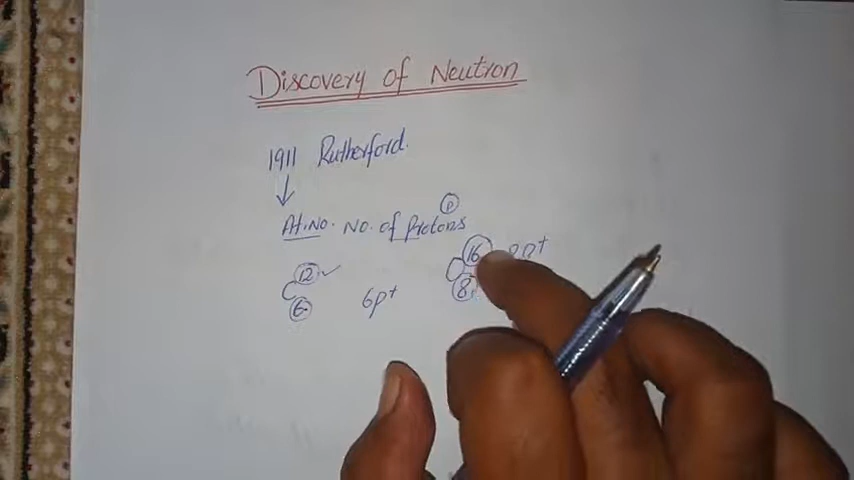 Discovery of Neutron
1911 Rutherford.
At.No. No. of Protons p
12 16
C 6p+ O
6 8